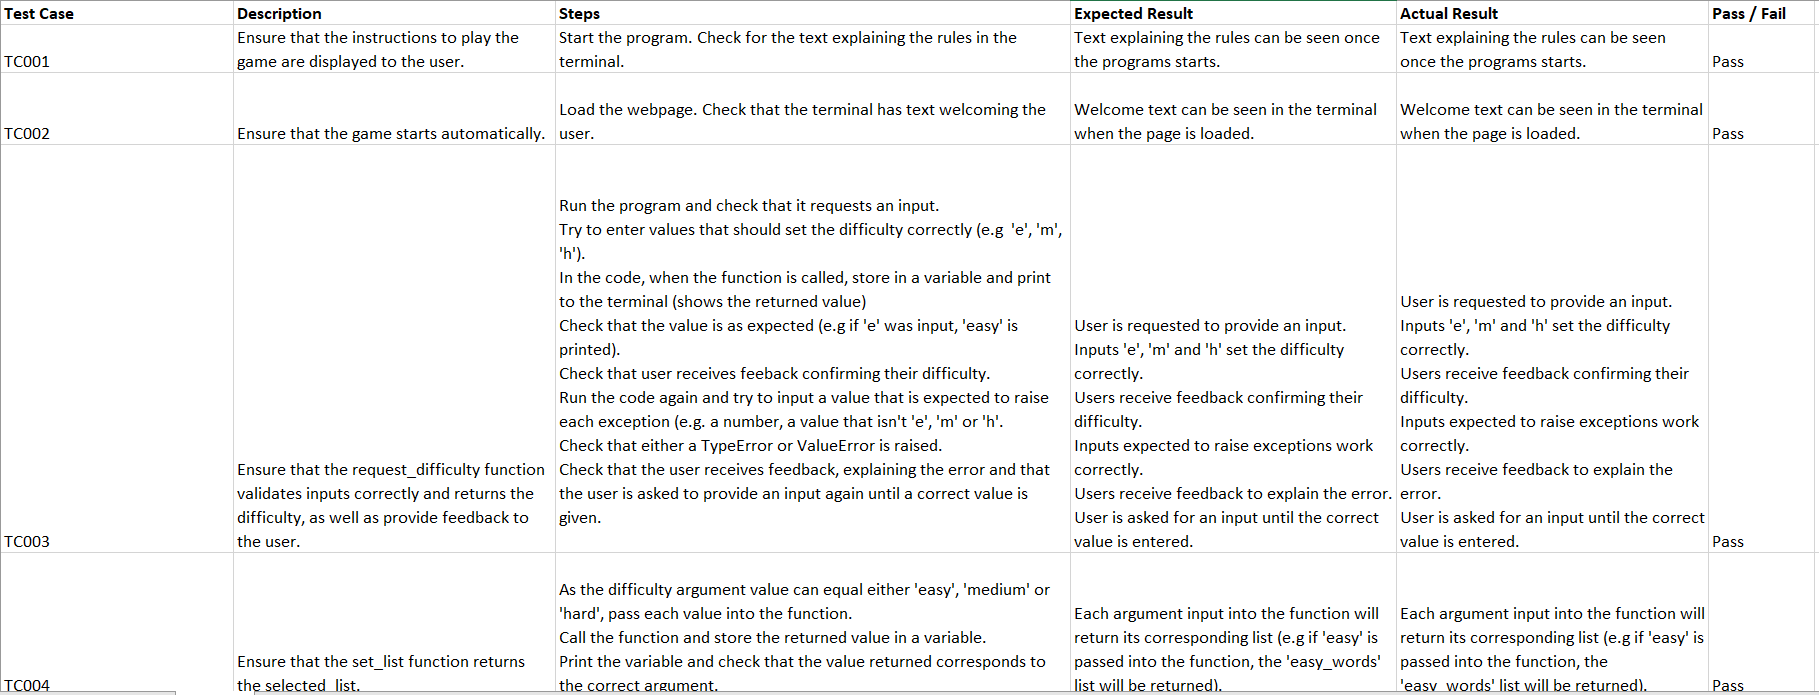 Test Case
Description
Steps
Expected Result
Actual Result
Pass / Fail
TC001
Ensure that the instructions to play the
game are displayed to the user.
Start the program. Check for the text explaining the rules in the
terminal.
Text explaining the rules can be seen once
the programs starts.
Text explaining the rules can be seen
once the programs starts.
Pass
TC002
Ensure that the game starts automatically.
Load the webpage. Check that the terminal has text welcoming the
user.
Welcome text can be seen in the terminal
when the page is loaded.
Welcome text can be seen in the terminal
when the page is loaded.
Pass
TC003
Ensure that the request_difficulty function
validates inputs correctly and returns the
difficulty, as well as provide feedback to
the user.
Run the program and check that it requests an input.
Try to enter values that should set the difficulty correctly (e.g  'e', 'm',
'h').
In the code, when the function is called, store in a variable and print
to the terminal (shows the returned value)
Check that the value is as expected (e.g if 'e' was input, 'easy' is
printed).
Check that user receives feeback confirming their difficulty.
Run the code again and try to input a value that is expected to raise
each exception (e.g. a number, a value that isn't 'e', 'm' or 'h'.
Check that either a TypeError or ValueError is raised.
Check that the user receives feedback, explaining the error and that
the user is asked to provide an input again until a correct value is
given.
User is requested to provide an input.
Inputs 'e', 'm' and 'h' set the difficulty
correctly.
Users receive feedback confirming their
difficulty.
Inputs expected to raise exceptions work
correctly.
Users receive feedback to explain the error.
User is asked for an input until the correct
value is entered.
User is requested to provide an input.
Inputs 'e', 'm' and 'h' set the difficulty
correctly.
Users receive feedback confirming their
difficulty.
Inputs expected to raise exceptions work
correctly.
Users receive feedback to explain the
error.
User is asked for an input until the correct
value is entered.
Pass
TC004
Ensure that the set_list function returns
the selected_list.
As the difficulty argument value can equal either 'easy', 'medium' or
'hard', pass each value into the function.
Call the function and store the returned value in a variable.
Print the variable and check that the value returned corresponds to
the correct argument.
Each argument input into the function will
return its corresponding list (e.g if 'easy' is
passed into the function, the 'easy_words'
list will be returned).
Each argument input into the function will
return its corresponding list (e.g if 'easy' is
passed into the function, the
'easy_words' list will be returned).
Pass